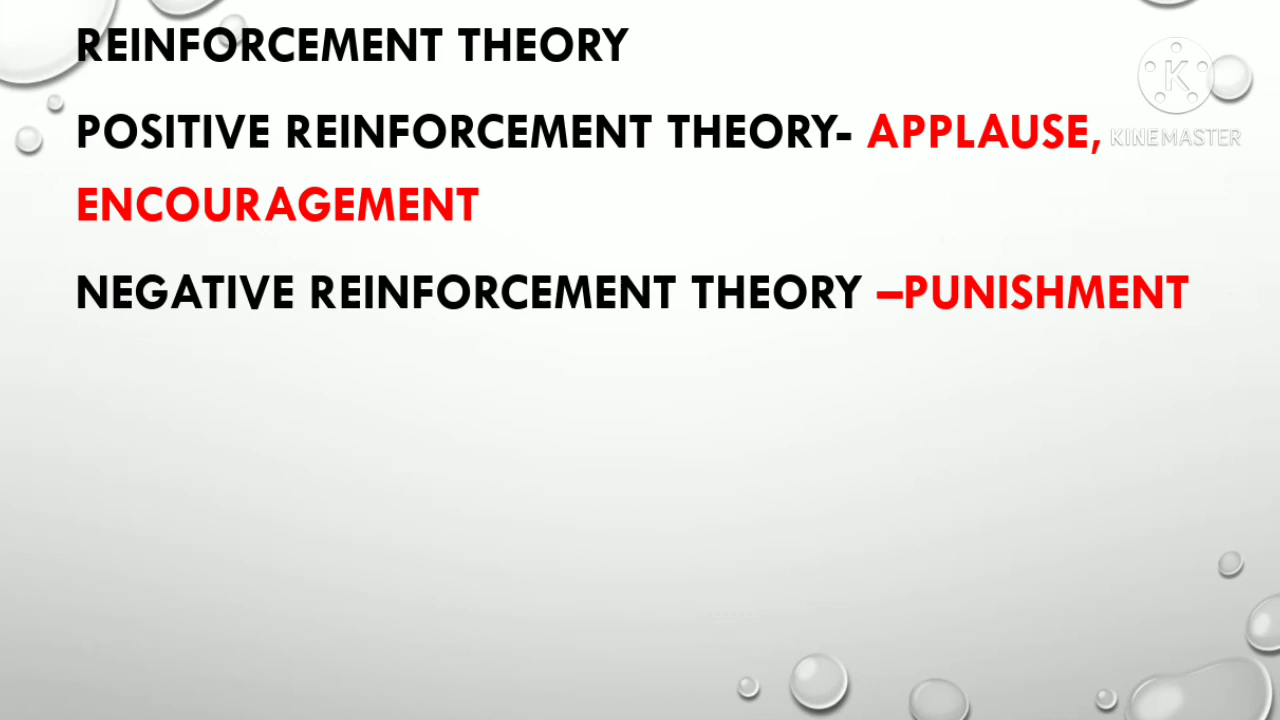 REINFORCEMENT THEORY
POSITIVE REINFORCEMENT THEORY- APPLAUSE,
ENCOURAGEMENT
NEGATIVE REINFORCEMENT THEORY –PUNISHMENT
K
KINEMASTER